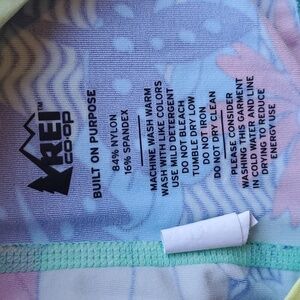 REI
CO·OP
™
BUILT ON PURPOSE
84% NYLON
16% SPANDEX
MACHINE WASH WARM
WASH WITH LIKE COLORS
USE MILD DETERGENT
DO NOT BLEACH
TUMBLE DRY LOW
DO NOT IRON
DO NOT DRY CLEAN
PLEASE CONSIDER
WASHING THIS GARMENT
IN COLD WATER AND LINE
DRYING TO REDUCE
ENERGY USE